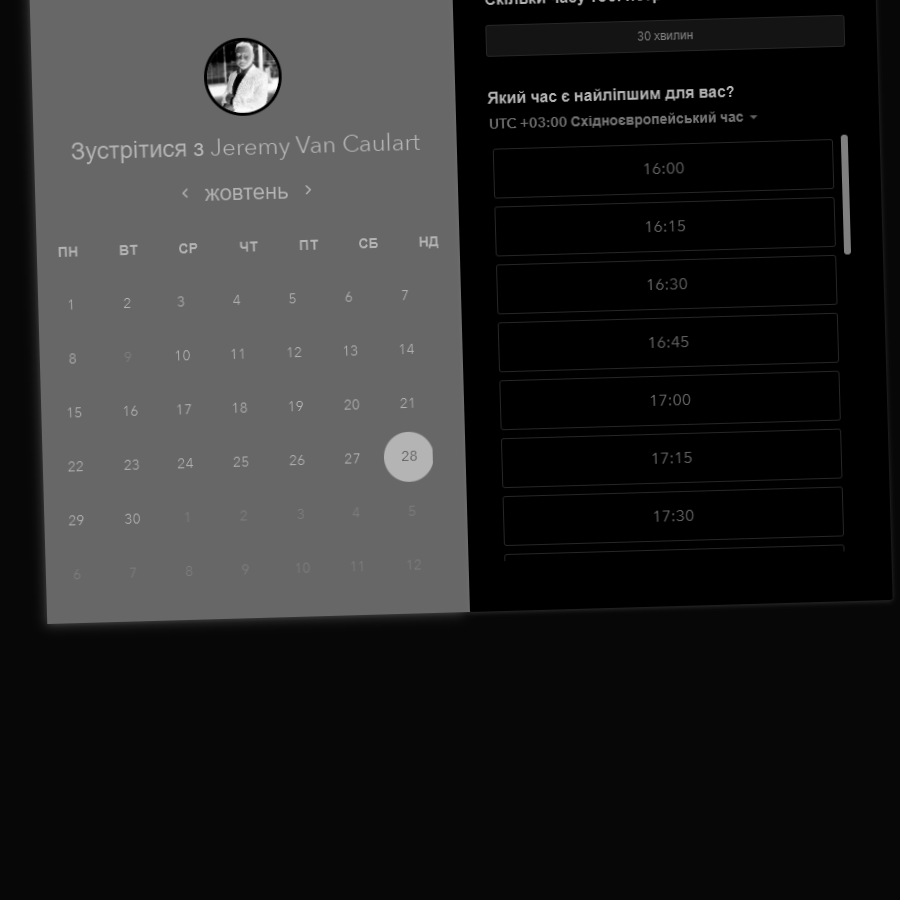 Зустрітися з Jeremy Van Caulart
жовтень
ПН ВТ СР ЧТ ПТ СБ НД
1 2 3 4 5 6 7
8 9 10 11 12 13 14
15 16 17 18 19 20 21
22 23 24 25 26 27 28
29 30 1 2 3 4 5
6 7 8 9 10 11 12
Скільки часу
30 хвилин
Який час є найліпшим для вас?
UTC +03:00 Східноєвропейський час
16:00
16:15
16:30
16:45
17:00
17:15
17:30